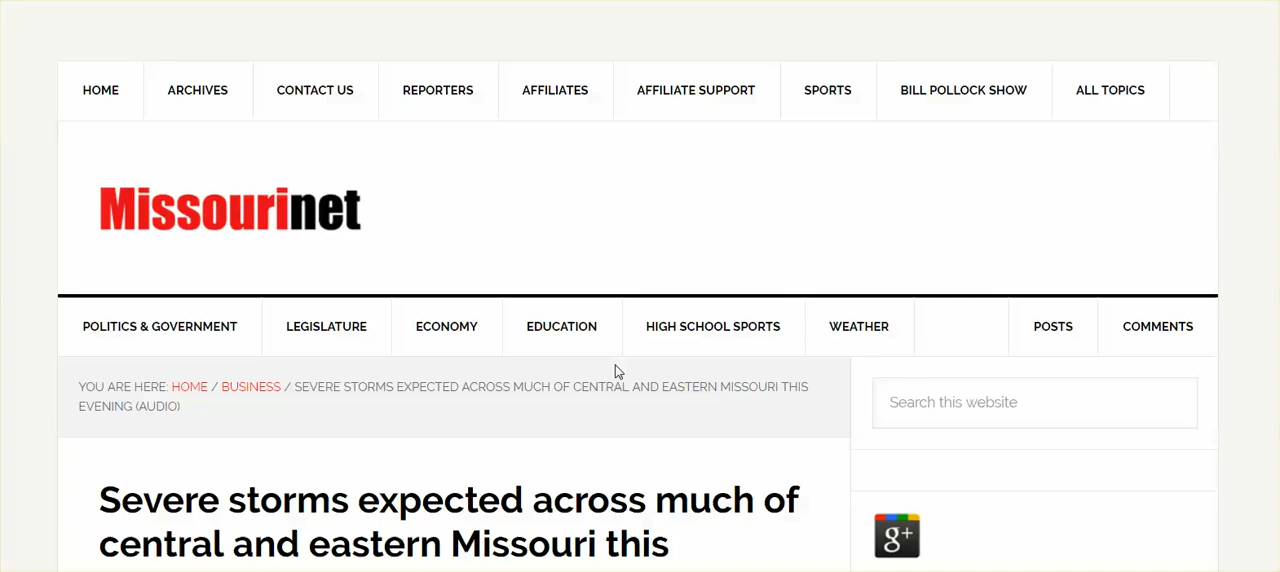 HOME ARCHIVES CONTACT US REPORTERS AFFILIATES AFFILIATE SUPPORT SPORTS BILL POLLOCK SHOW ALL TOPICS
Missourinet
POLITICS & GOVERNMENT LEGISLATURE ECONOMY EDUCATION HIGH SCHOOL SPORTS WEATHER POSTS COMMENTS
YOU ARE HERE: HOME / BUSINESS / SEVERE STORMS EXPECTED ACROSS MUCH OF CENTRAL AND EASTERN MISSOURI THIS
EVENING (AUDIO)
Search this website
Severe storms expected across much of
central and eastern Missouri this
g+